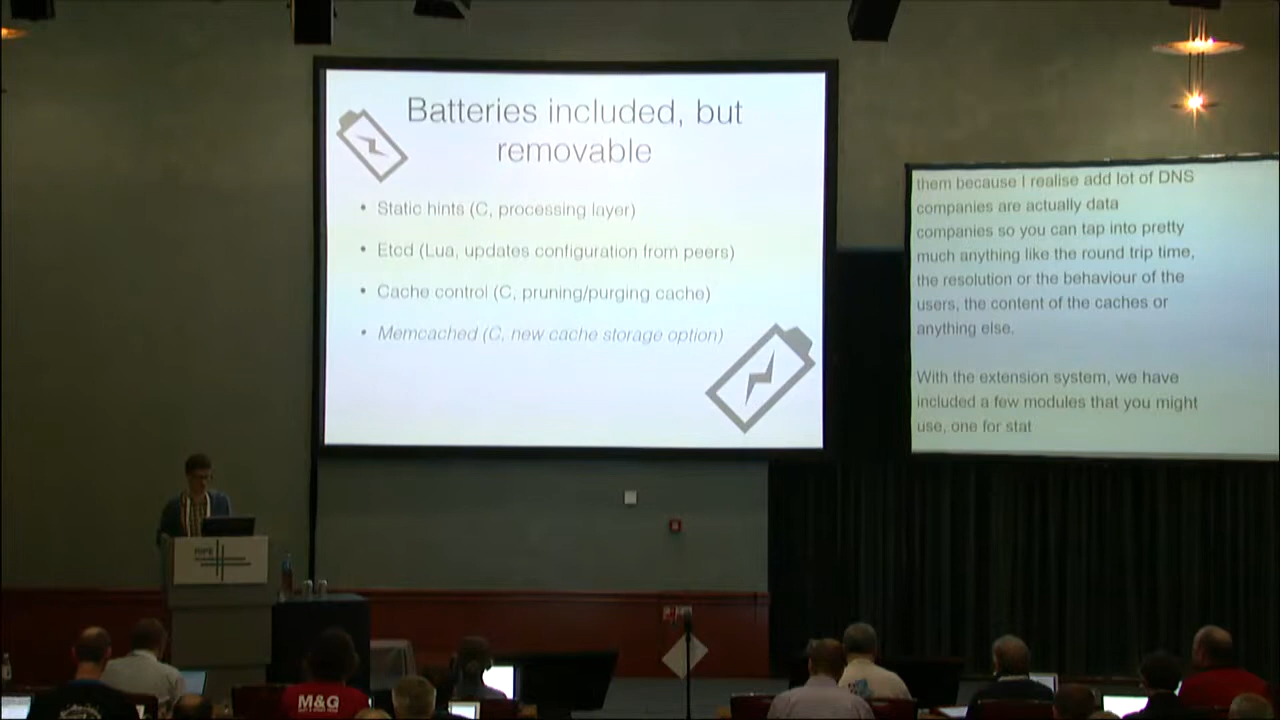 Batteries included, but
removable
• Static hints (C, processing layer)
• Etcd (Lua, updates configuration from peers)
• Cache control (C, pruning/purging cache)
• Memcached (C, new cache storage option)
them because I realise add lot of DNS
companies are actually data
companies so you can tap into pretty
much anything like the round trip time,
the resolution or the behaviour of the
users, the content of the caches or
anything else.
With the extension system, we have
included a few modules that you might
use, one for stat
RIPE
M&G